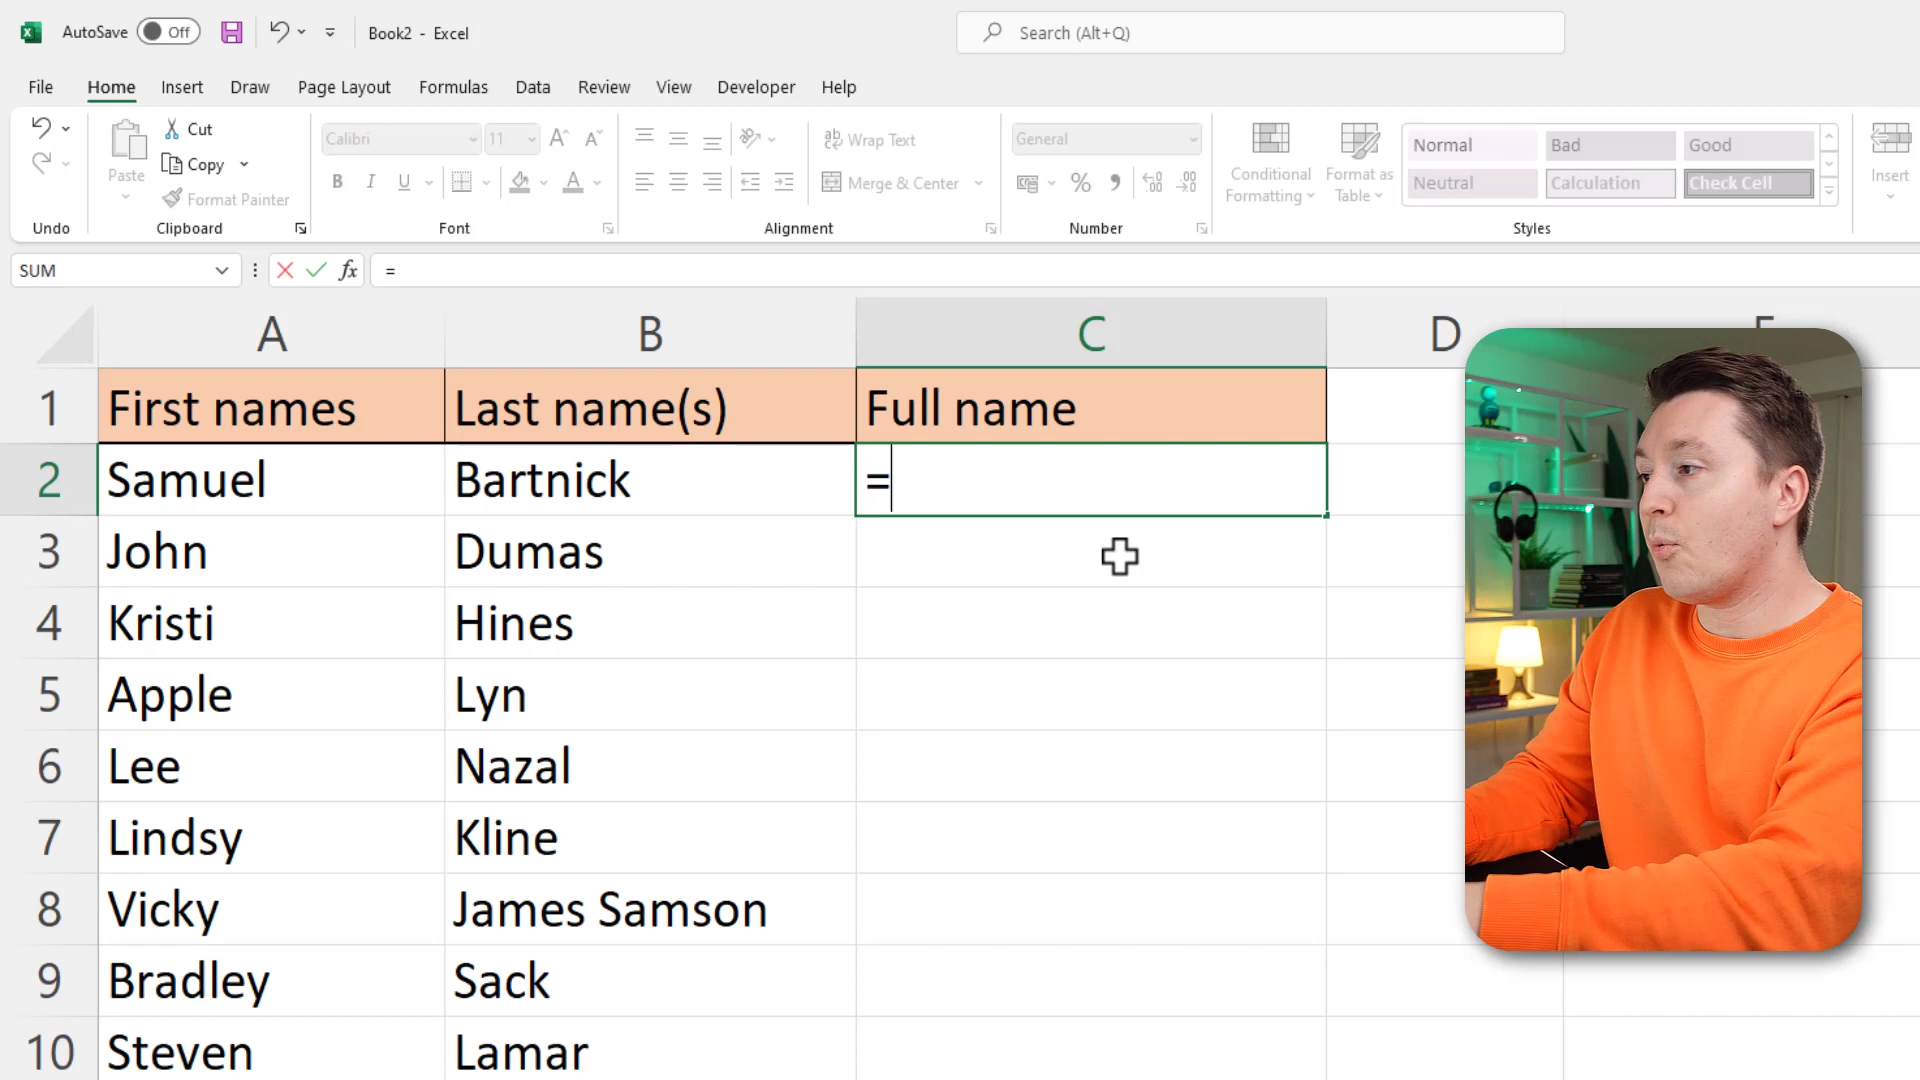 AutoSave Off Book2 - Excel Search (Alt+Q)
File Home Insert Draw Page Layout Formulas Data Review View Developer Help
Paste Cut Copy Format Painter
Calibri 11
B I U A
ab Wrap Text
Merge & Center
General
%
Conditional Formatting
Format as Table
Normal Bad Good
Neutral Calculation Check Cell
Insert
Undo Clipboard Font Alignment Number Styles
SUM fx =
A B C D
1 First names Last name(s) Full name
2 Samuel Bartnick =
3 John Dumas
4 Kristi Hines
5 Apple Lyn
6 Lee Nazal
7 Lindsy Kline
8 Vicky James Samson
9 Bradley Sack
10 Steven Lamar